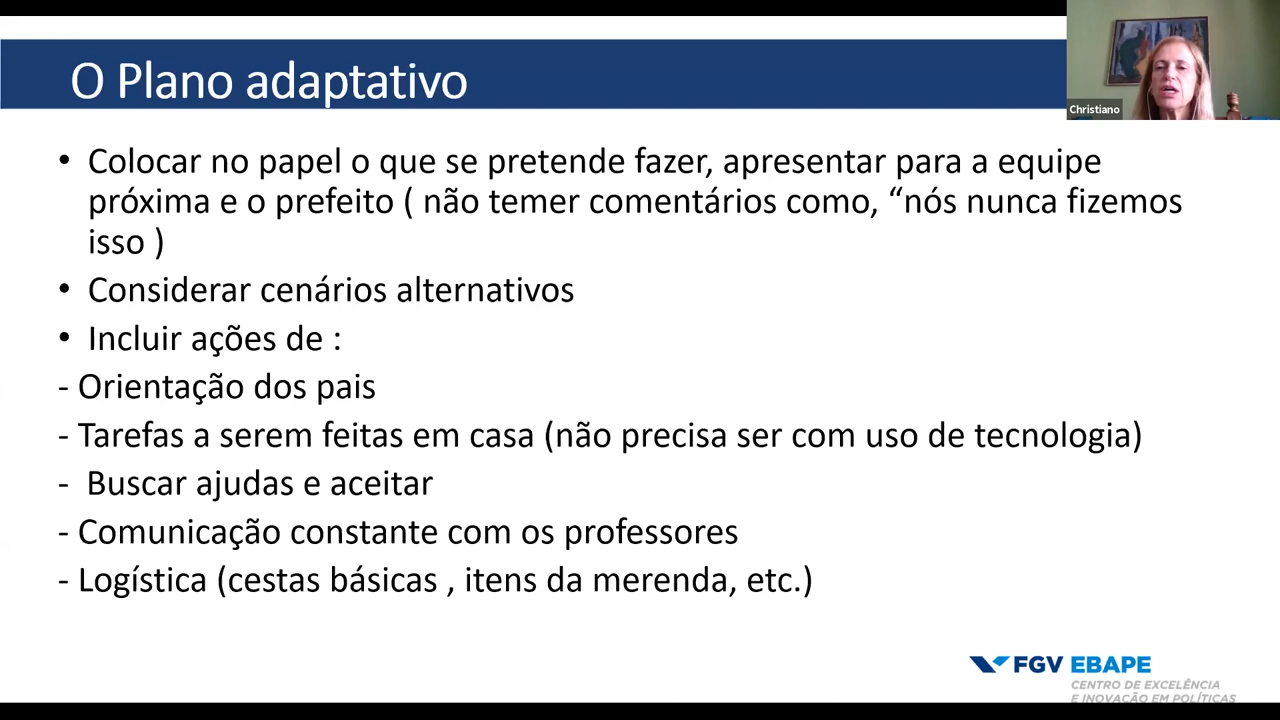 O Plano adaptativo
Christiano
• Colocar no papel o que se pretende fazer, apresentar para a equipe
próxima e o prefeito ( não temer comentários como, “nós nunca fizemos
isso )
• Considerar cenários alternativos
• Incluir ações de :
- Orientação dos pais
- Tarefas a serem feitas em casa (não precisa ser com uso de tecnologia)
- Buscar ajudas e aceitar
- Comunicação constante com os professores
- Logística (cestas básicas , itens da merenda, etc.)
FGV EBAPE
CENTRO DE EXCELÊNCIA
E INOVAÇÃO EM POLÍTICAS